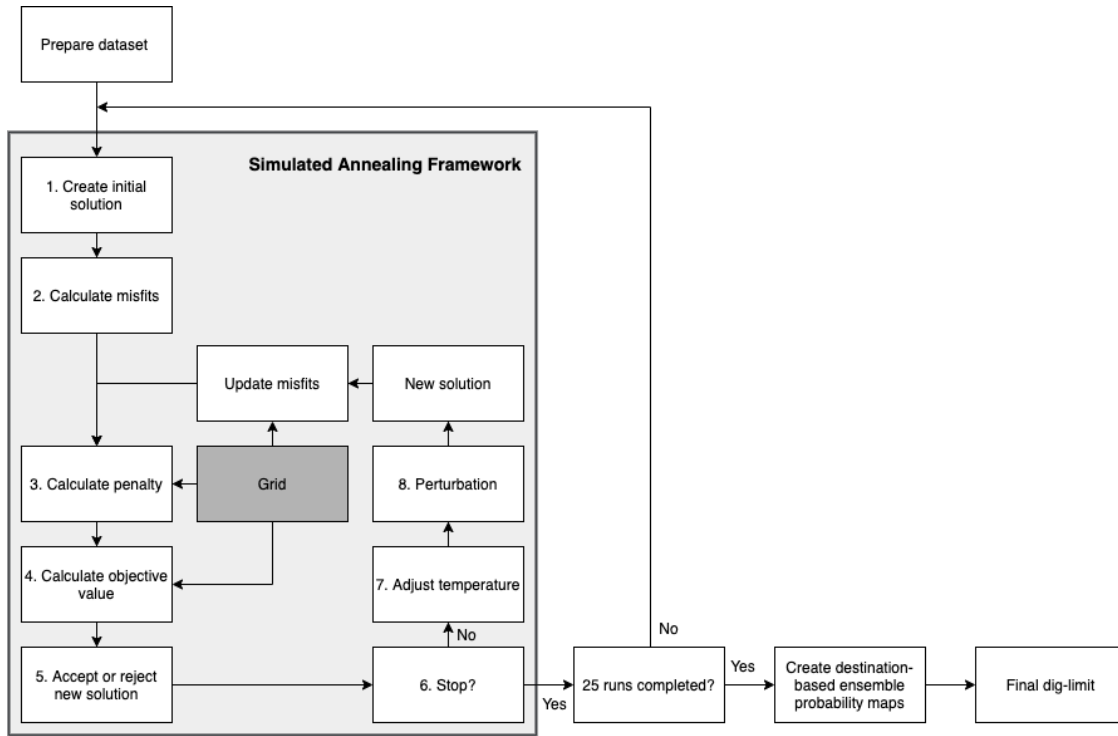 Prepare dataset
Simulated Annealing Framework
1. Create initial
solution
2. Calculate misfits
Update misfits
New solution
3. Calculate penalty
Grid
8. Perturbation
4. Calculate objective
value
7. Adjust temperature
No
No
5. Accept or reject
new solution
6. Stop?
Yes
25 runs completed?
Yes
Create destination-
based ensemble
probability maps
Final dig-limit